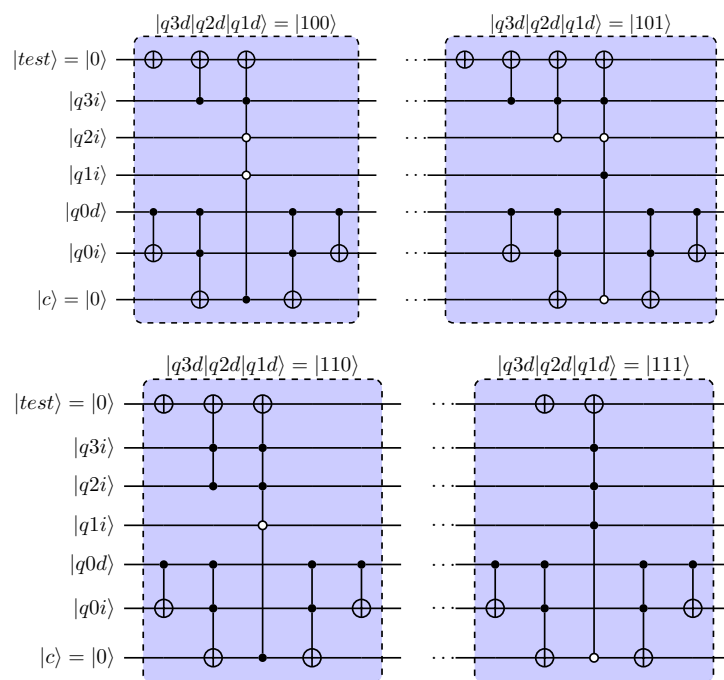 |q3d|q2d|q1d⟩ = |100⟩
|q3d|q2d|q1d⟩ = |101⟩
|test⟩ = |0⟩
|q3i⟩
|q2i⟩
|q1i⟩
|q0d⟩
|q0i⟩
|c⟩ = |0⟩
|q3d|q2d|q1d⟩ = |110⟩
|q3d|q2d|q1d⟩ = |111⟩
|test⟩ = |0⟩
|q3i⟩
|q2i⟩
|q1i⟩
|q0d⟩
|q0i⟩
|c⟩ = |0⟩